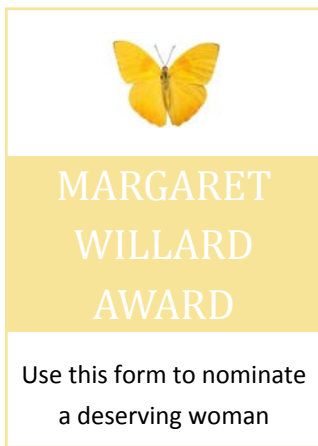 MARGARET
WILLARD
AWARD
Use this form to nominate
a deserving woman